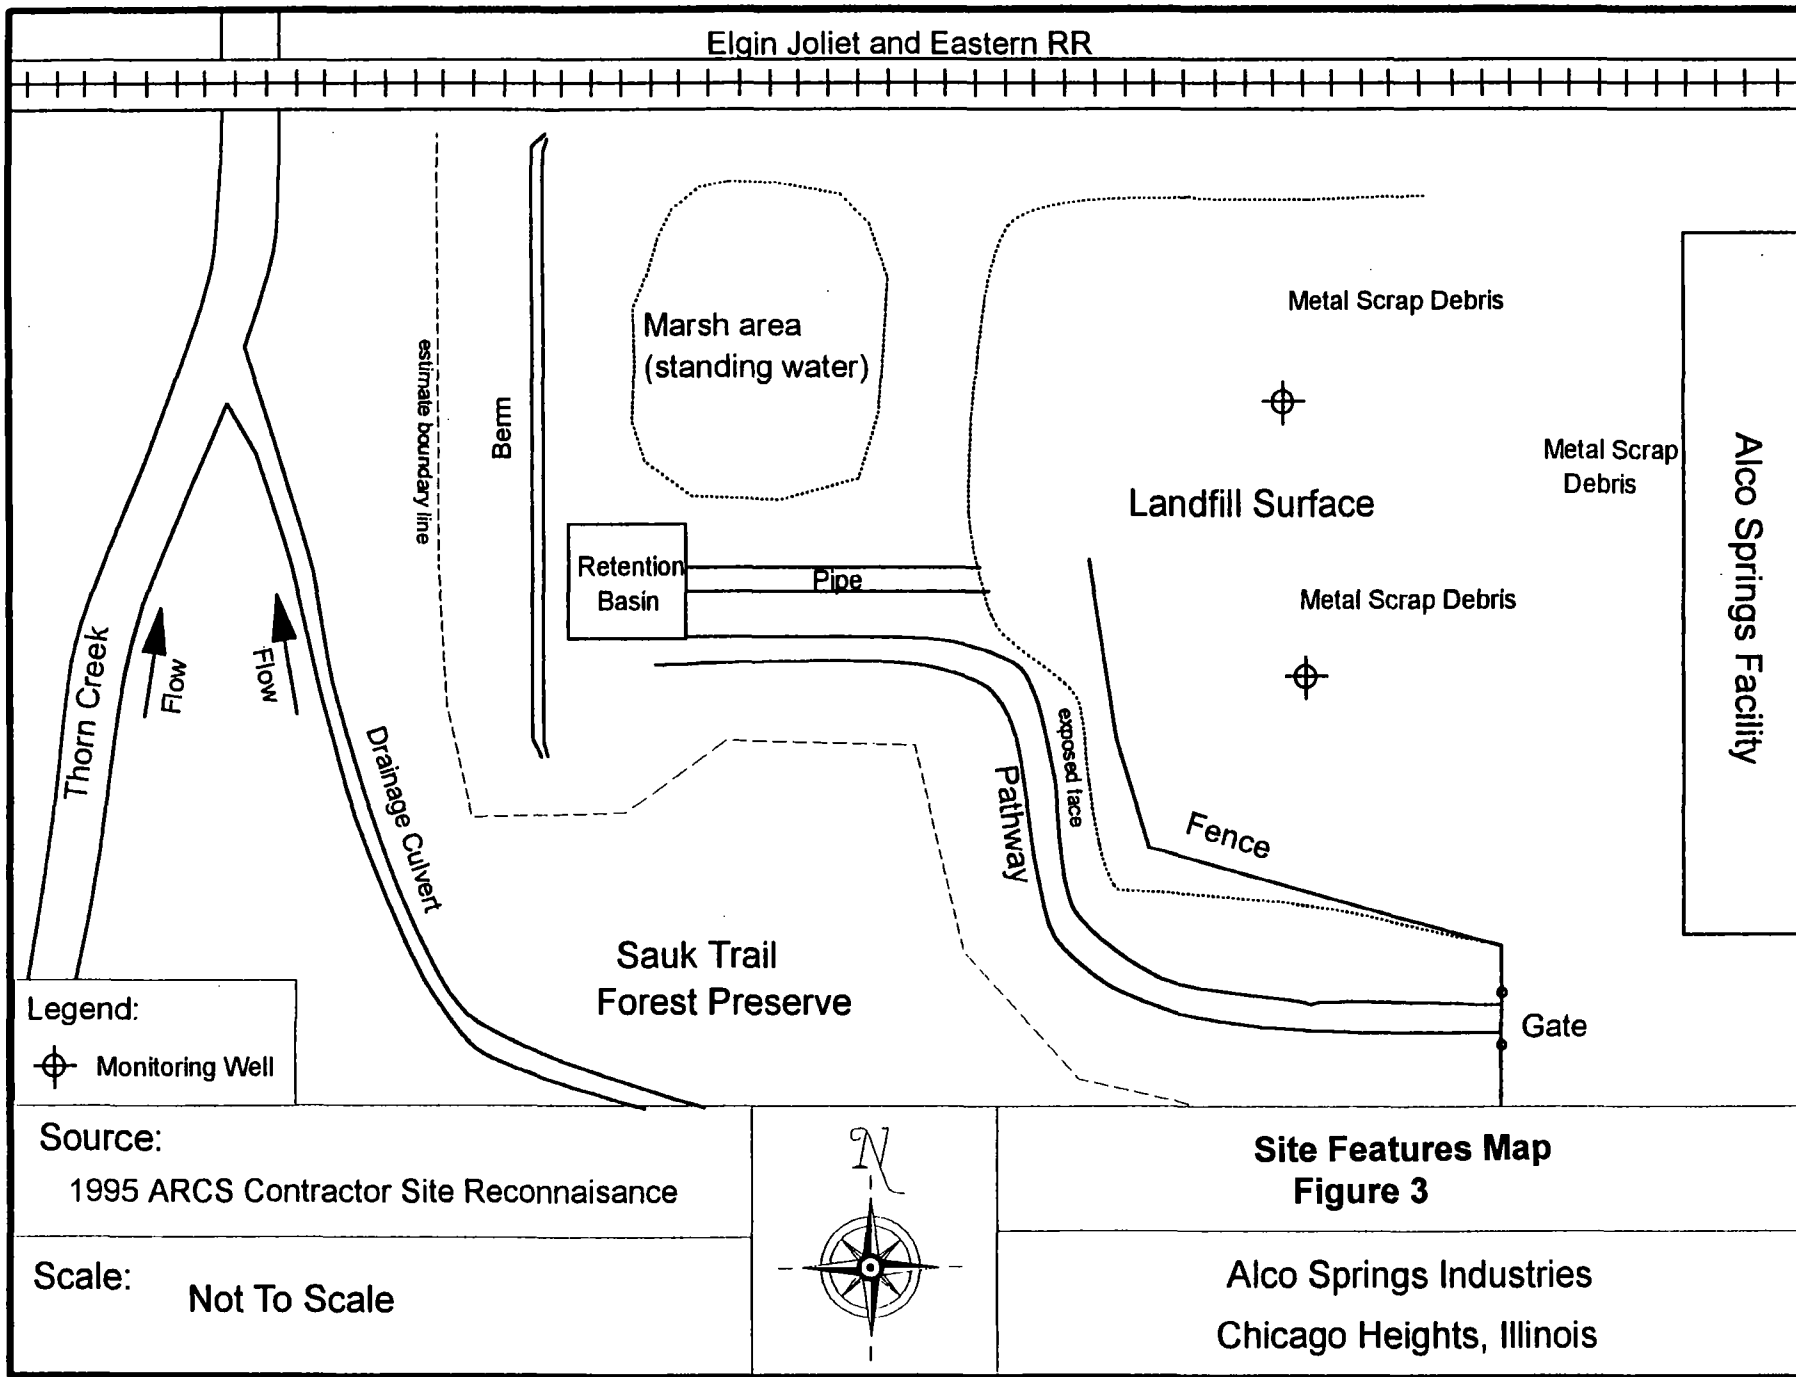 Elgin Joliet and Eastern RR
Metal Scrap Debris
Marsh area
(standing water)
estimate boundary line
Berm
Metal Scrap
Debris
Alco Springs Facility
Landfill Surface
Retention
Basin
Pipe
Metal Scrap Debris
Thorn Creek
Flow
Flow
Drainage Culvert
exposed face
Pathway
Fence
Sauk Trail
Forest Preserve
Gate
Legend:
Monitoring Well
Source:
1995 ARCS Contractor Site Reconnaisance
Scale:
Not To Scale
N
Site Features Map
Figure 3
Alco Springs Industries
Chicago Heights, Illinois